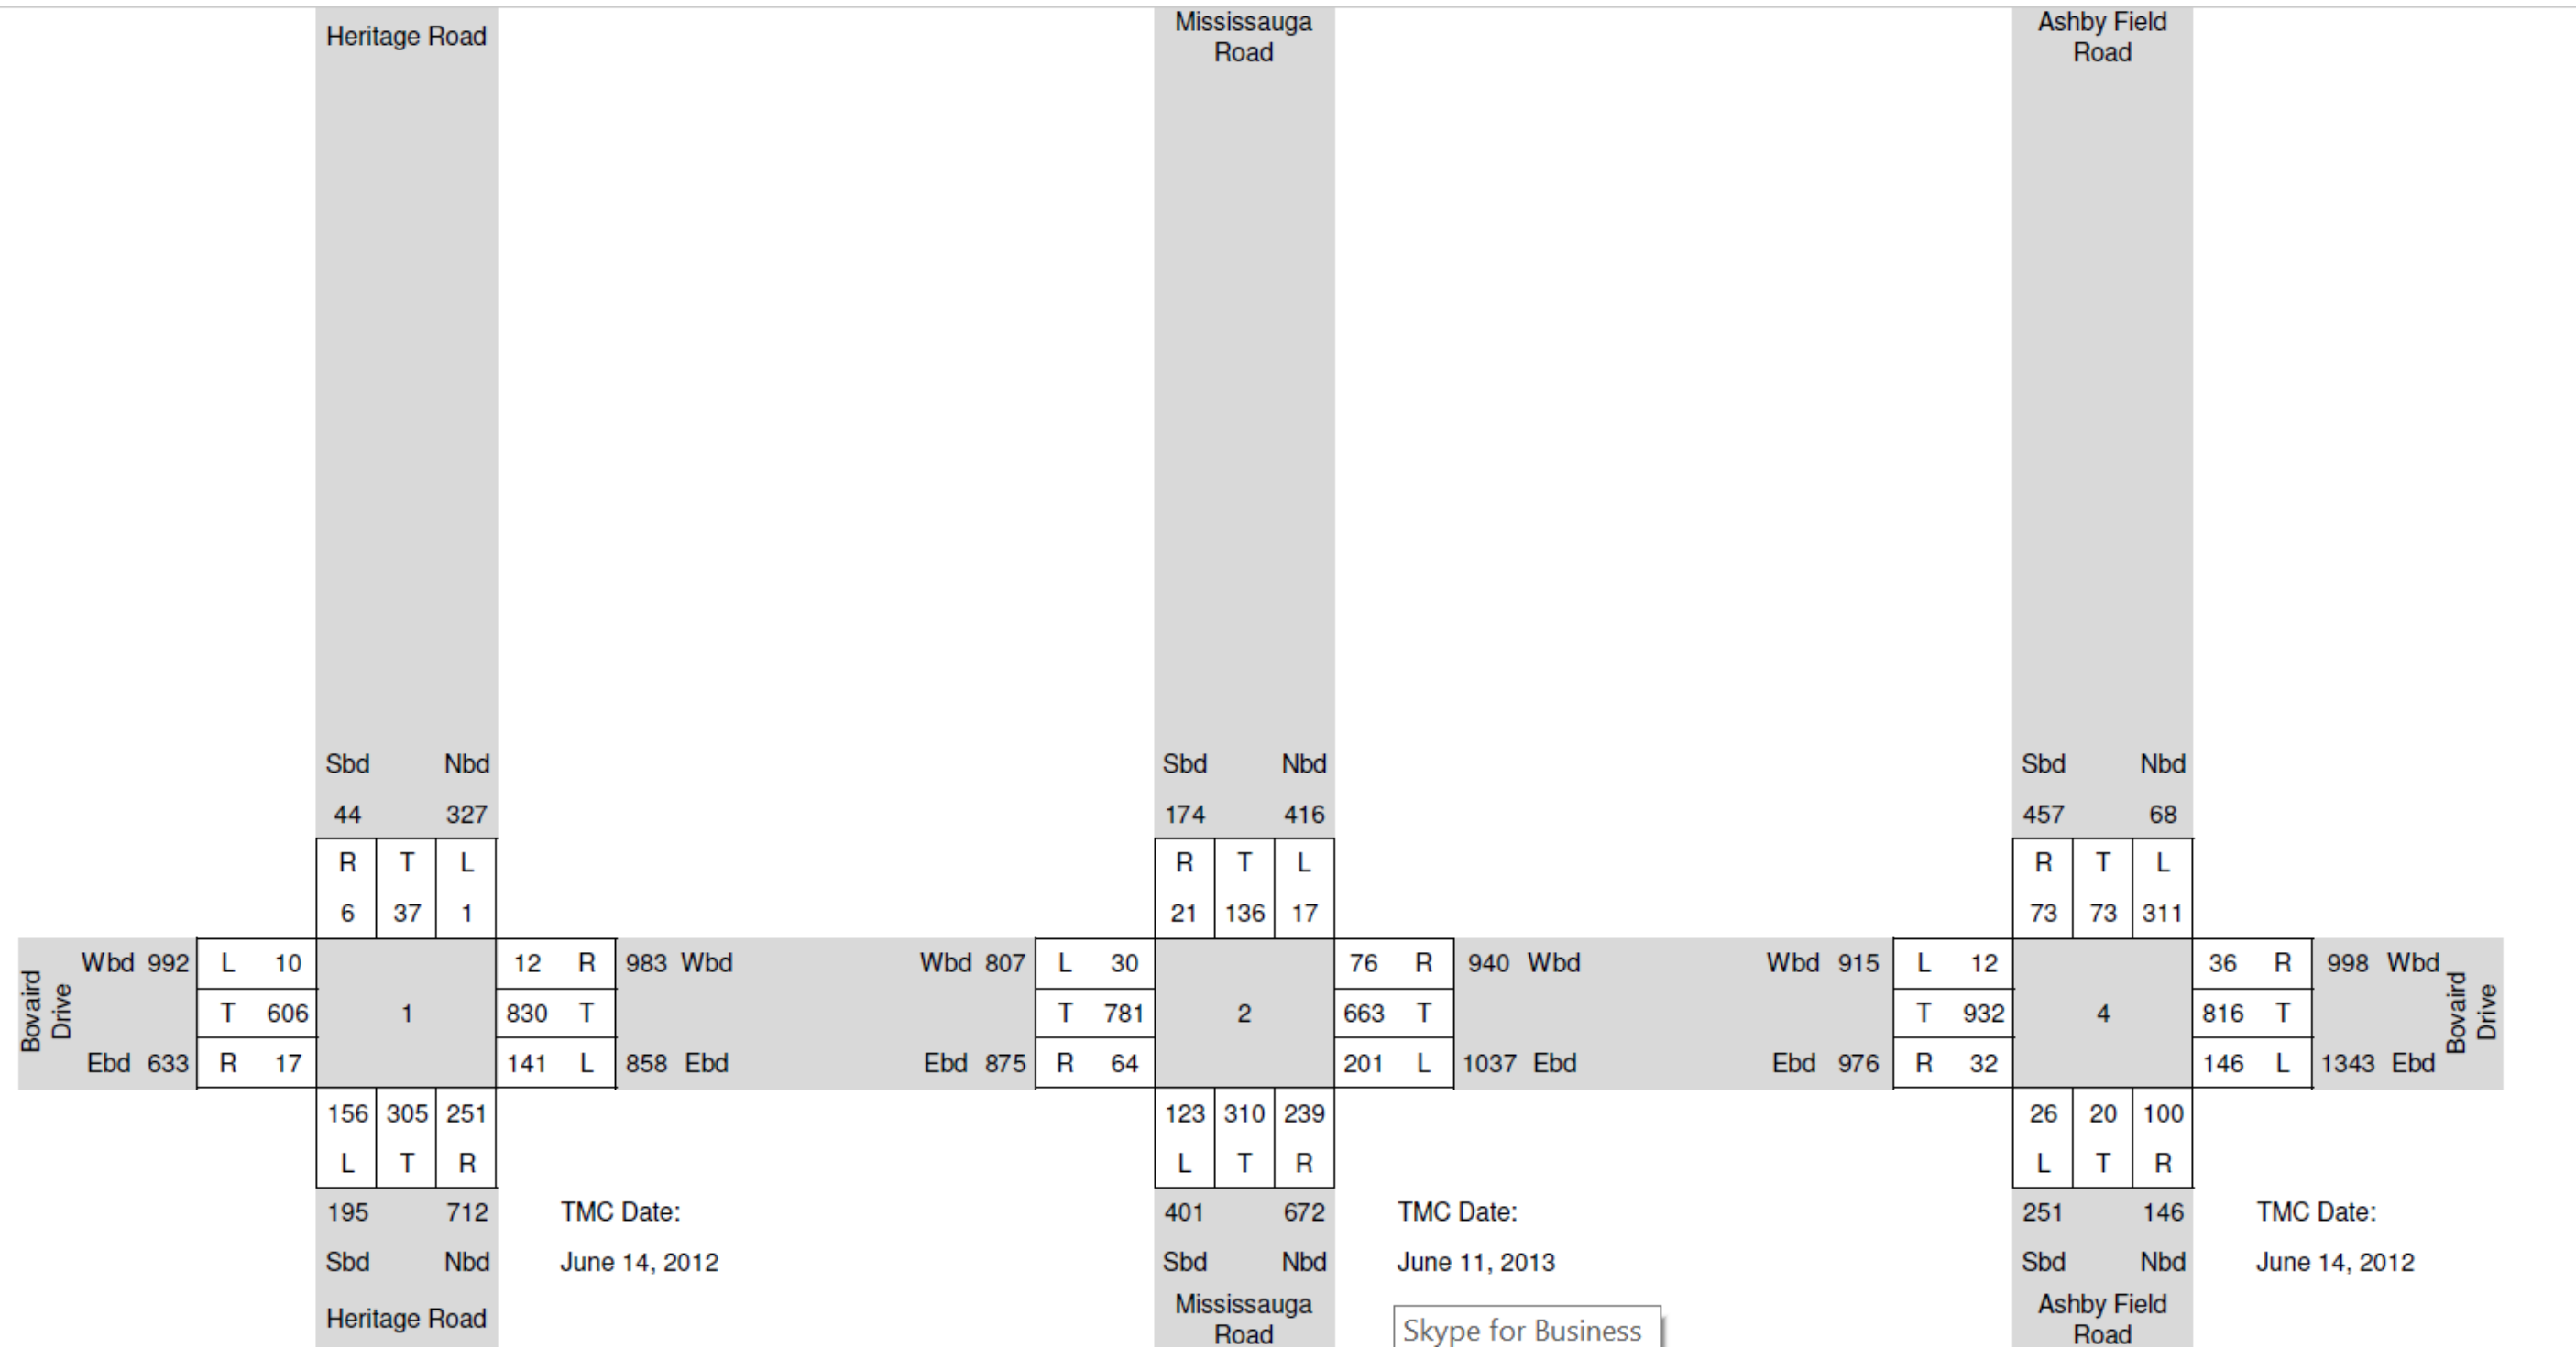 Heritage Road
Mississauga
Road
Ashby Field
Road
Sbd Nbd
Sbd Nbd
Sbd Nbd
44 327
174 416
457 68
R T L
R T L
R T L
6 37 1
21 136 17
73 73 311
Bovaird
Drive
Wbd 992 L 10 12 R 983 Wbd
Wbd 807 L 30 76 R 940 Wbd
Wbd 915 L 12 36 R 998 Wbd
T 606 1 830 T
T 781 2 663 T
T 932 4 816 T
Ebd 633 R 17 141 L 858 Ebd
Ebd 875 R 64 201 L 1037 Ebd
Ebd 976 R 32 146 L 1343 Ebd
Bovaird
Drive
156 305 251
123 310 239
26 20 100
L T R
L T R
L T R
195 712 TMC Date:
401 672 TMC Date:
251 146 TMC Date:
Sbd Nbd June 14, 2012
Sbd Nbd June 11, 2013
Sbd Nbd June 14, 2012
Heritage Road
Mississauga
Road
Skype for Business
Ashby Field
Road